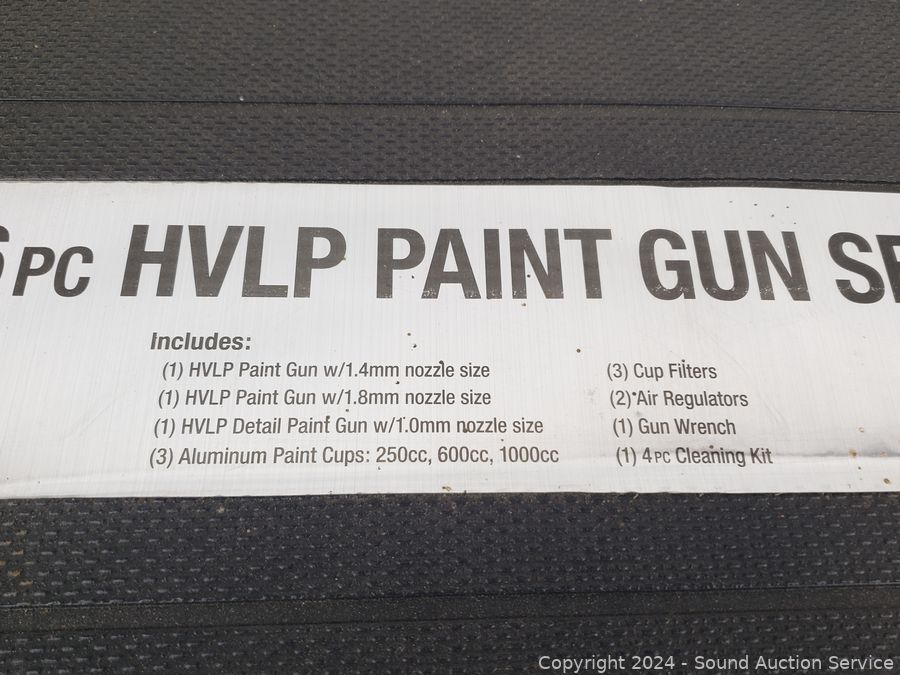 PC HVLP PAINT GUN
Includes:
(1) HVLP Paint Gun w/1.4mm nozzle size
(1) HVLP Paint Gun w/1.8mm nozzle size
(1) HVLP Detail Paint Gun w/1.0mm nozzle size
(3) Aluminum Paint Cups: 250cc, 600cc, 1000cc
(3) Cup Filters
(2) Air Regulators
(1) Gun Wrench
(1) 4PC Cleaning Kit
Copyright 2024 - Sound Auction Service